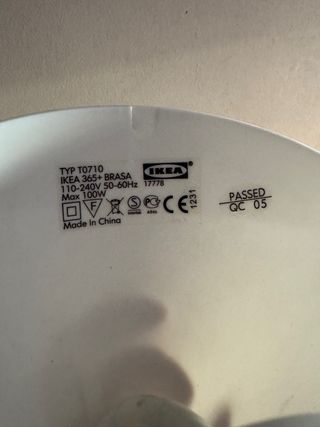 TYP T0710
IKEA 365+ BRASA
110-240V 50-60Hz
Max 100W
IKEA
17778
F
S
CE
1231
Made in China
PASSED
QC 05